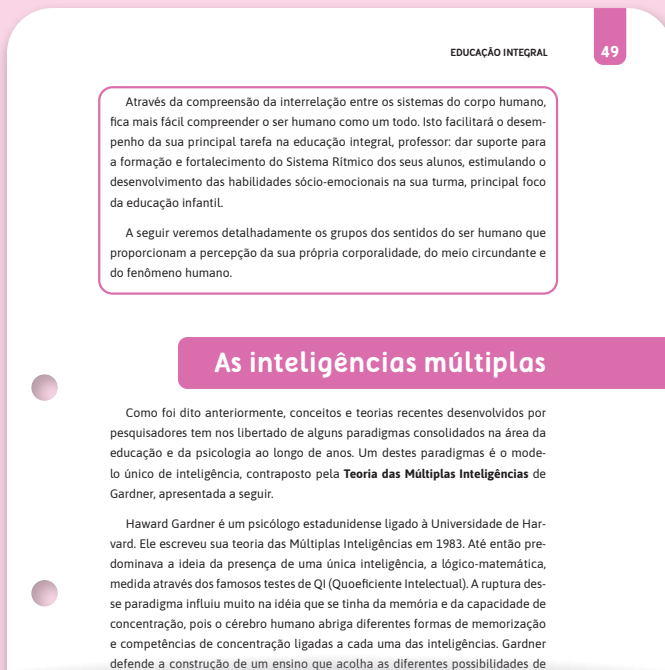 EDUCAÇÃO INTEGRAL
49
Através da compreensão da interrelação entre os sistemas do corpo humano,
fica mais fácil compreender o ser humano como um todo. Isto facilitará o desem-
penho da sua principal tarefa na educação integral, professor: dar suporte para
a formação e fortalecimento do Sistema Rítmico dos seus alunos, estimulando o
desenvolvimento das habilidades sócio-emocionais na sua turma, principal foco
da educação infantil.
A seguir veremos detalhadamente os grupos dos sentidos do ser humano que
proporcionam a percepção da sua própria corporalidade, do meio circundante e
do fenômeno humano.
As inteligências múltiplas
Como foi dito anteriormente, conceitos e teorias recentes desenvolvidos por
pesquisadores tem nos libertado de alguns paradigmas consolidados na área da
educação e da psicologia ao longo de anos. Um destes paradigmas é o mode-
lo único de inteligência, contraposto pela Teoria das Múltiplas Inteligências de
Gardner, apresentada a seguir.
Haward Gardner é um psicólogo estadunidense ligado à Universidade de Har-
vard. Ele escreveu sua teoria das Múltiplas Inteligências em 1983. Até então pre-
dominava a ideia da presença de uma única inteligência, a lógico-matemática,
medida através dos famosos testes de QI (Quoeficiente Intelectual). A ruptura des-
se paradigma influiu muito na idéia que se tinha da memória e da capacidade de
concentração, pois o cérebro humano abriga diferentes formas de memorização
e competências de concentração ligadas a cada uma das inteligências. Gardner
defende a construção de um ensino que acolha as diferentes possibilidades de